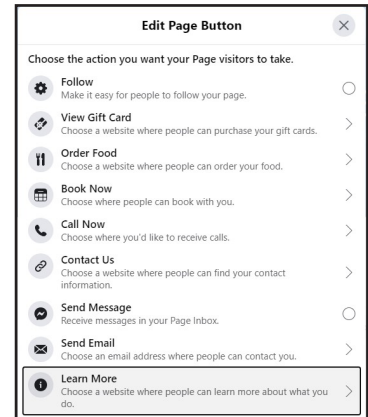 Edit Page Button
Choose the action you want your Page visitors to take.
Follow
Make it easy for people to follow your page.
View Gift Card
Choose a website where people can purchase your gift cards.
Order Food
Choose a website where people can order your food.
Book Now
Choose where people can book with you.
Call Now
Choose where you'd like to receive calls.
Contact Us
Choose a website where people can find your contact
information.
Send Message
Receive messages in your Page Inbox.
Send Email
Choose an email address where people can contact you.
Learn More
Choose a website where people can learn more about what you
do.